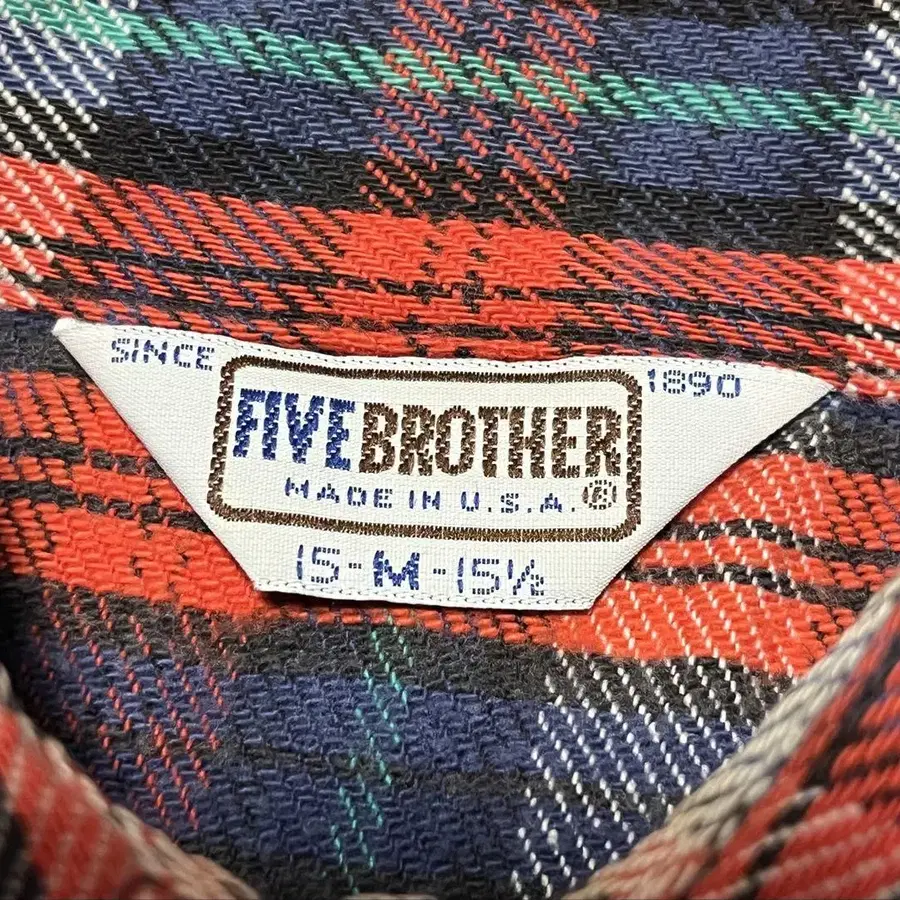 SINCE 1890
FIVE BROTHER
MADE IN U.S.A. ®
15-M-15½